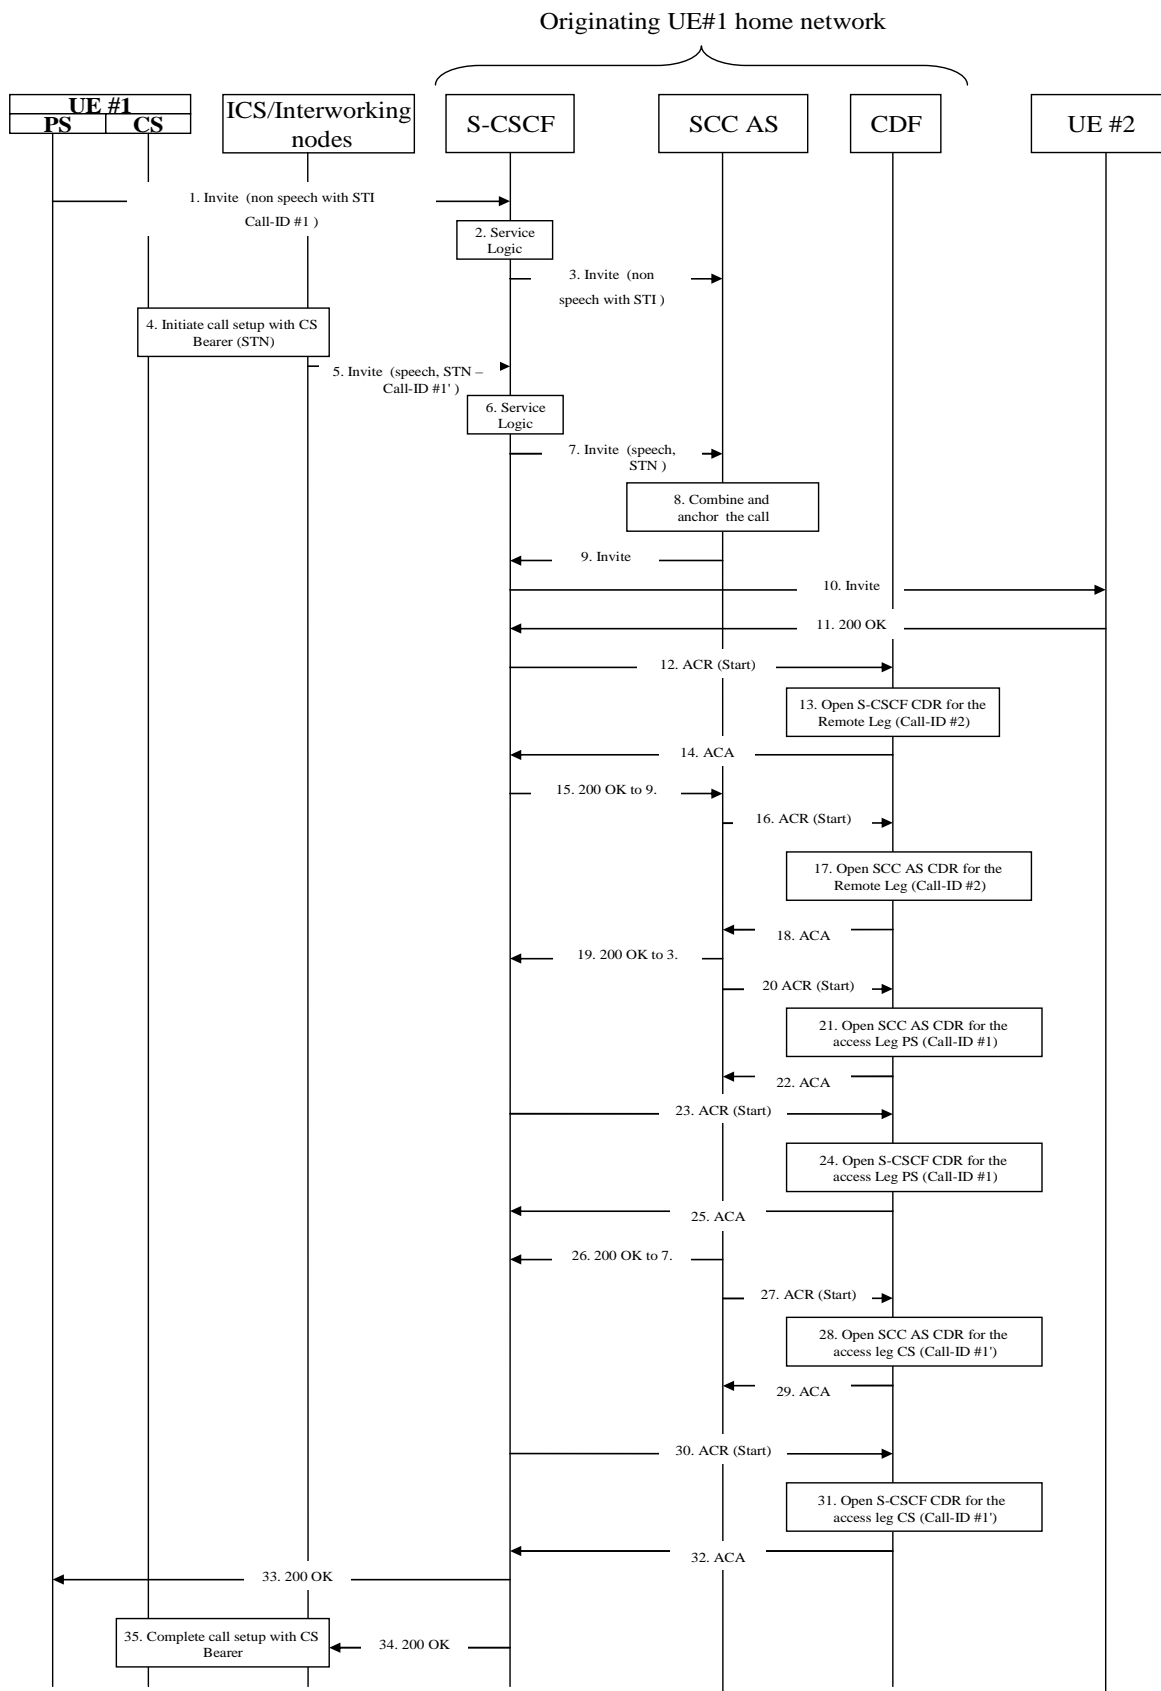 Originating UE#1 home network
UE #1
PS
CS
ICS/Interworking
nodes
S-CSCF
SCC AS
CDF
UE #2
1. Invite (non speech with STI
Call-ID #1 )
2. Service
Logic
3. Invite (non
speech with STI )
4. Initiate call setup with CS
Bearer (STN)
5. Invite (speech, STN –
Call-ID #1' )
6. Service
Logic
7. Invite (speech,
STN )
8. Combine and
anchor the call
9. Invite
10. Invite
11. 200 OK
12. ACR (Start)
13. Open S-CSCF CDR for the
Remote Leg (Call-ID #2)
14. ACA
15. 200 OK to 9.
16. ACR (Start)
17. Open SCC AS CDR for the
Remote Leg (Call-ID #2)
18. ACA
19. 200 OK to 3.
20 ACR (Start)
21. Open SCC AS CDR for the
access Leg PS (Call-ID #1)
22. ACA
23. ACR (Start)
24. Open S-CSCF CDR for the
access Leg PS (Call-ID #1)
25. ACA
26. 200 OK to 7.
27. ACR (Start)
28. Open SCC AS CDR for the
access leg CS (Call-ID #1')
29. ACA
30. ACR (Start)
31. Open S-CSCF CDR for the
access leg CS (Call-ID #1')
32. ACA
33. 200 OK
34. 200 OK
35. Complete call setup with CS
Bearer